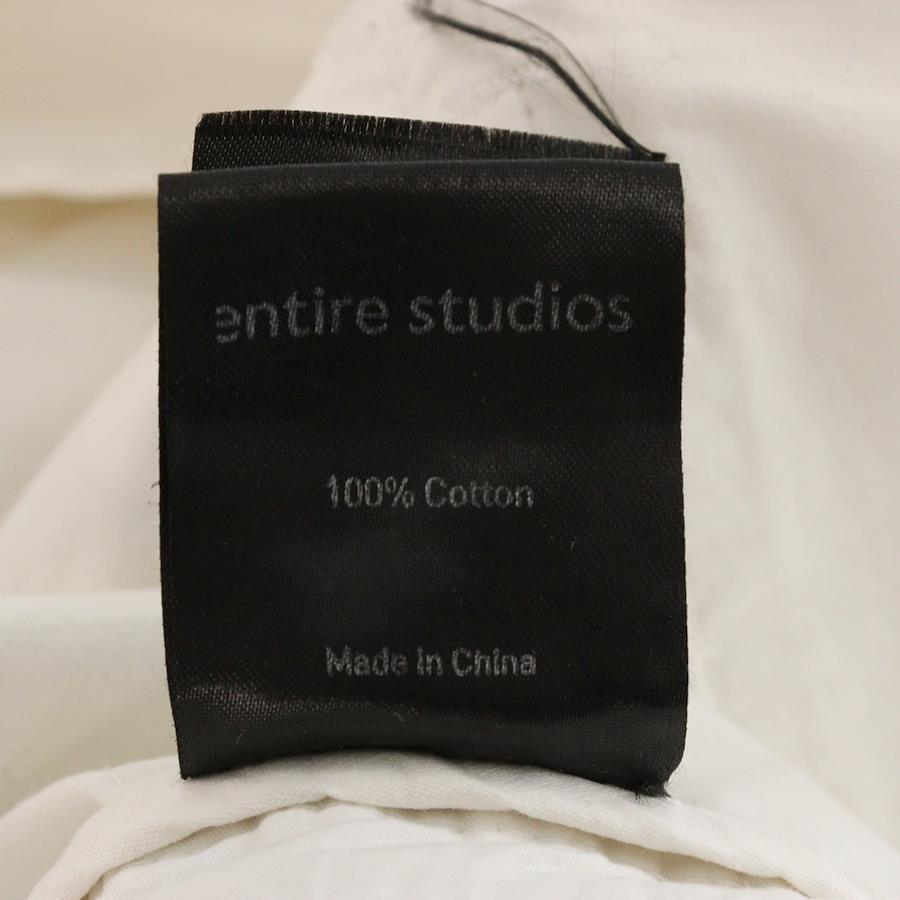 entire studios
100% Cotton
Made in China